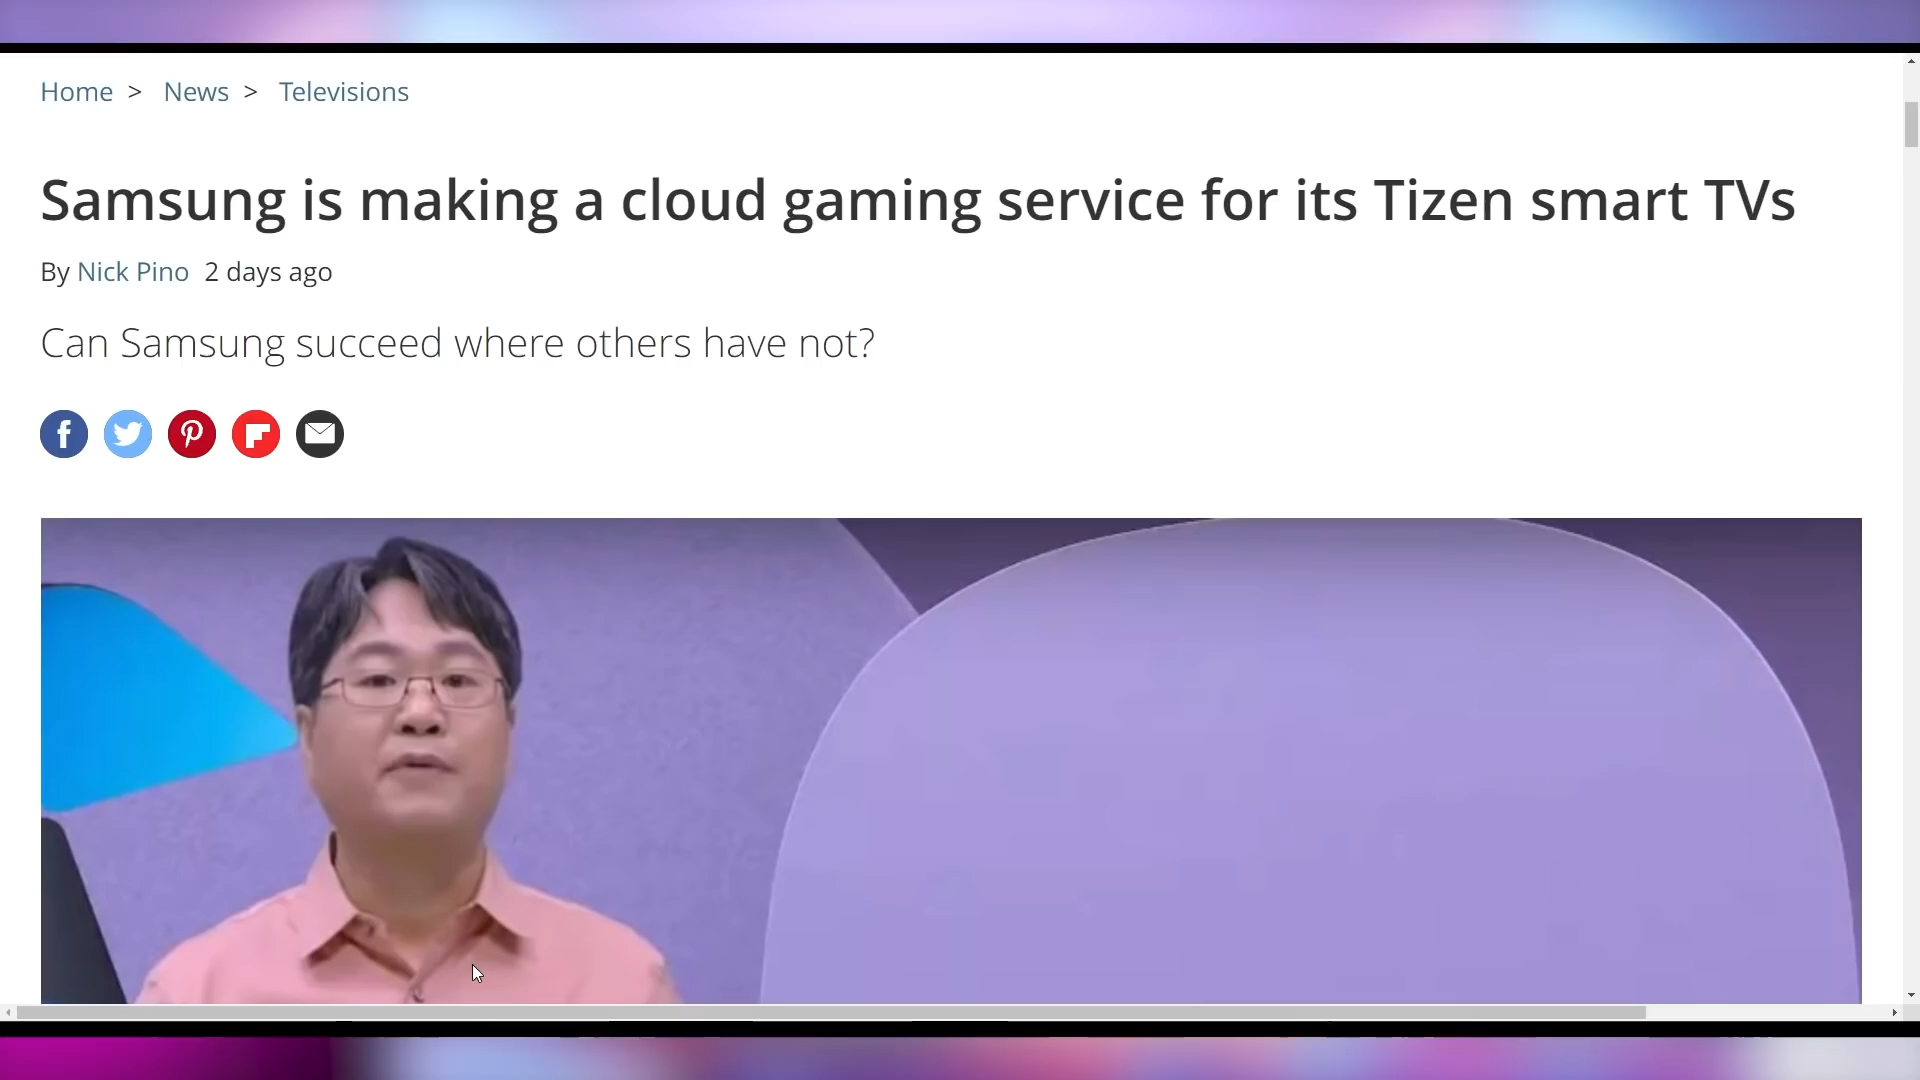 Home > News > Televisions
Samsung is making a cloud gaming service for its Tizen smart TVs
By Nick Pino 2 days ago
Can Samsung succeed where others have not?